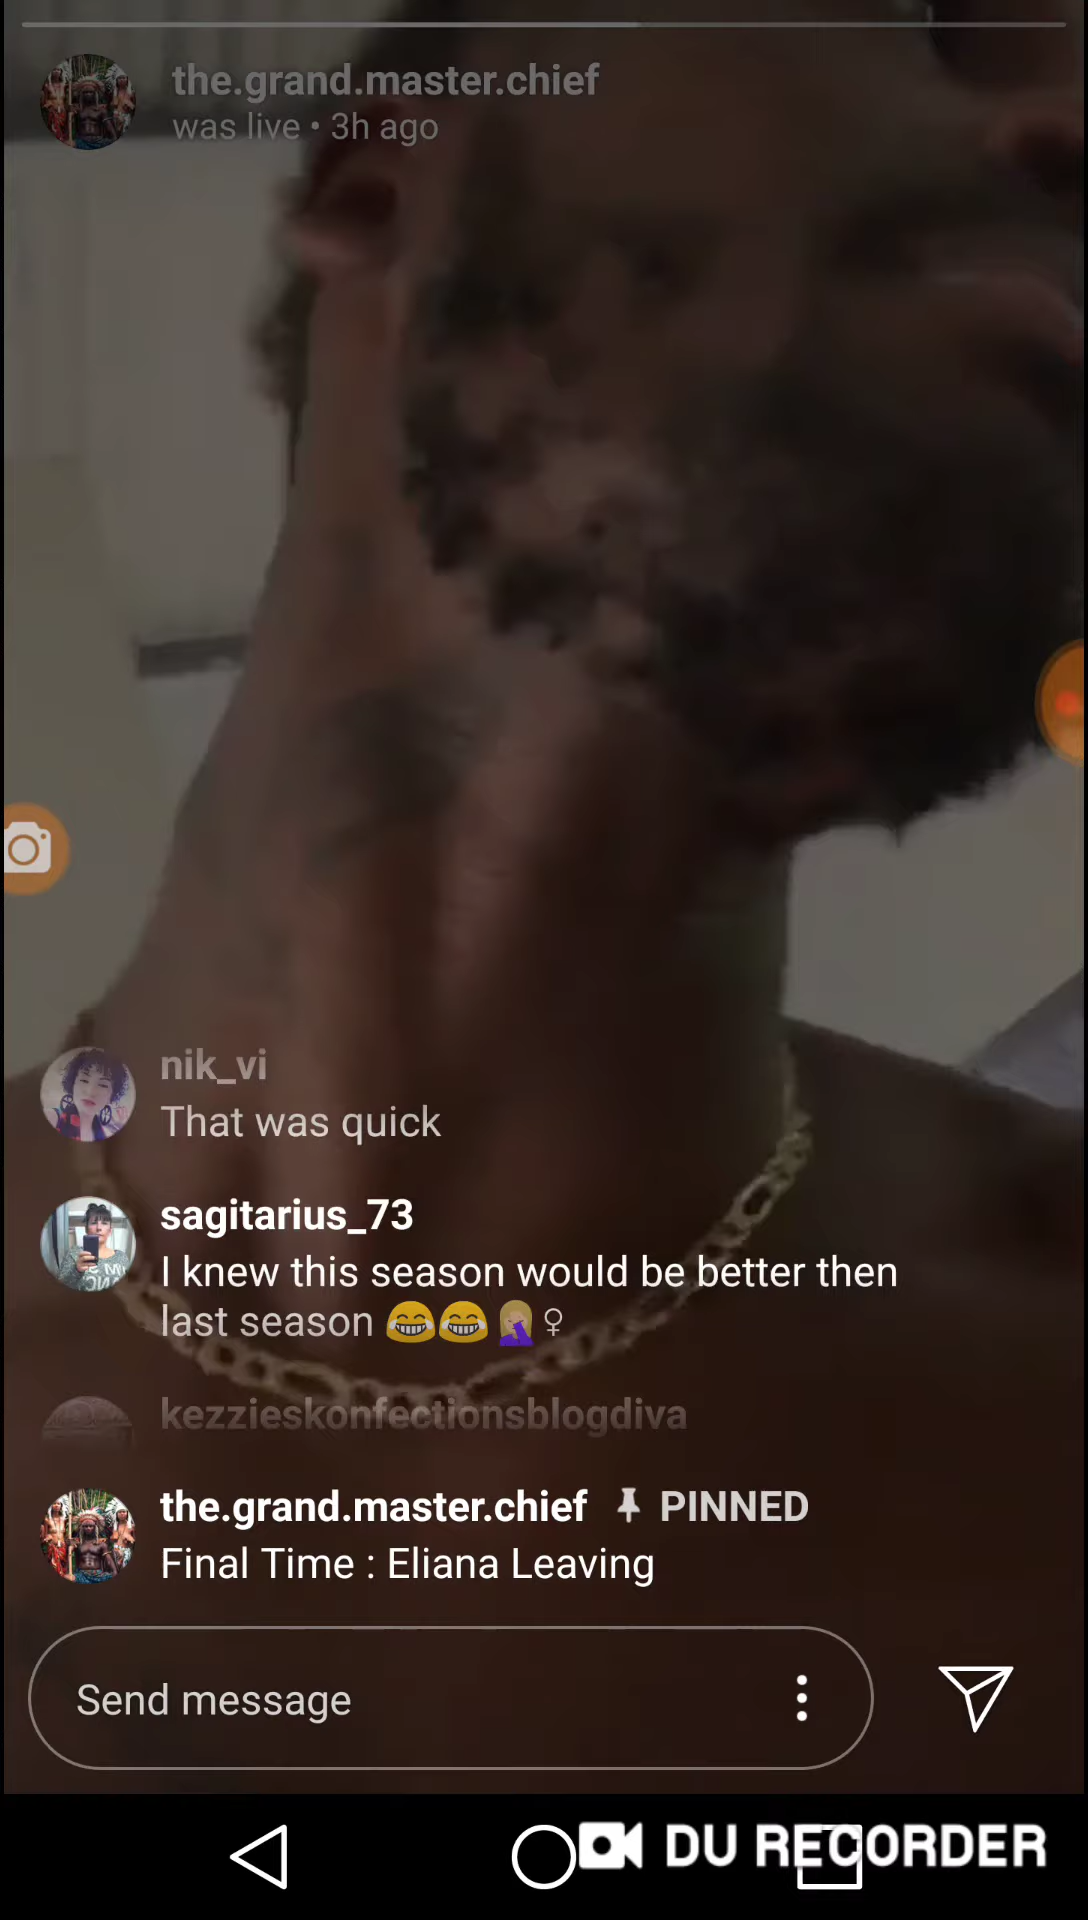 the.grand.master.chief
was live • 3h ago
nik_vi
That was quick
sagitarius_73
I knew this season would be better then
last season 😂😂🤦🏼‍♀
kezzieskonfectionsblogdiva
the.grand.master.chief 📌 PINNED
Final Time : Eliana Leaving
Send message
DU RECORDER